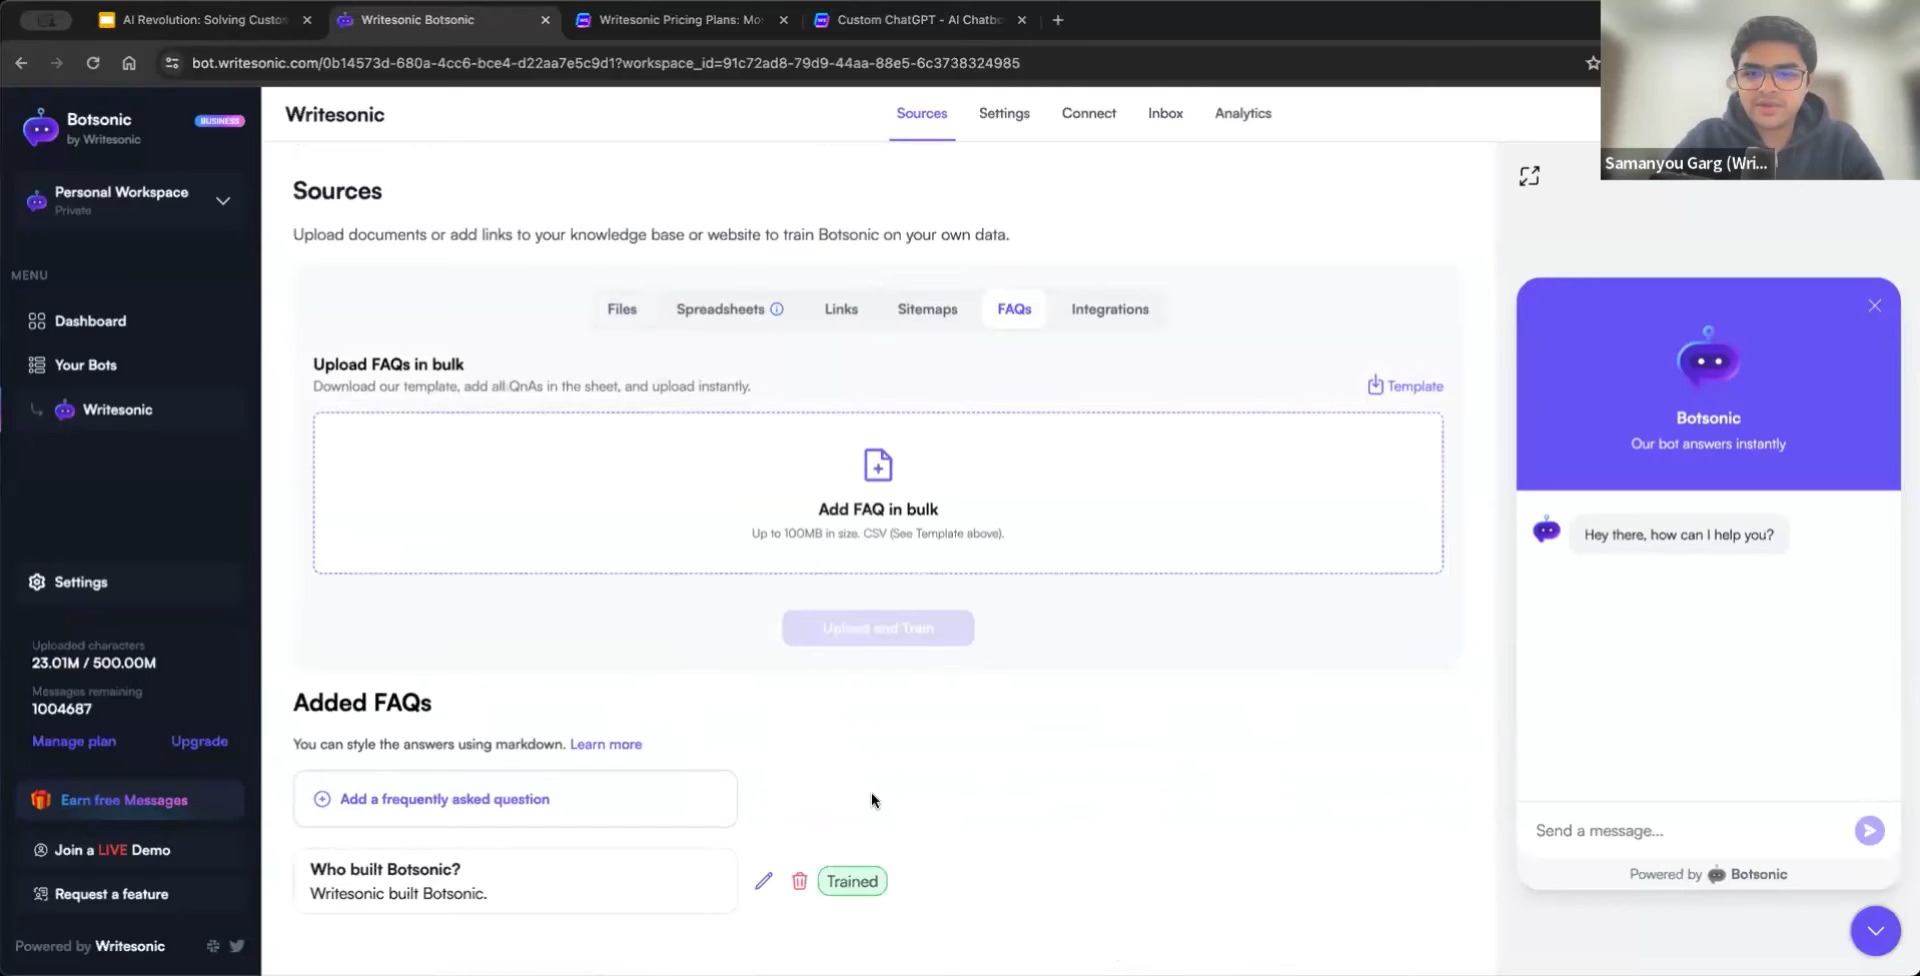 AI Revolution: Solving Custo
Writesonic Botsonic
Writesonic Pricing Plans: Mo
Custom ChatGPT - AI Chatbo
bot.writesonic.com/0b14573d-680a-4cc6-bce4-d22aa7e5c9d1?workspace_id=91c72ad8-79d9-44aa-88e5-6c3738324985
Samanyou Garg (Wri...
Botsonic
by Writesonic
BUSINESS
Personal Workspace
Private
MENU
Dashboard
Your Bots
Writesonic
Settings
Uploaded characters
23.01M / 500.00M
Messages remaining
1004687
Manage plan
Upgrade
Earn free Messages
Join a LIVE Demo
Request a feature
Powered by Writesonic
Writesonic
Sources
Settings
Connect
Inbox
Analytics
Sources
Upload documents or add links to your knowledge base or website to train Botsonic on your own data.
Files
Spreadsheets
Links
Sitemaps
FAQs
Integrations
Upload FAQs in bulk
Download our template, add all QnAs in the sheet, and upload instantly.
Template
Add FAQ in bulk
Up to 100MB in size. CSV (See Template above).
Upload and Train
Added FAQs
You can style the answers using markdown. Learn more
Add a frequently asked question
Who built Botsonic?
Writesonic built Botsonic.
Trained
Botsonic
Our bot answers instantly
Hey there, how can I help you?
Send a message...
Powered by Botsonic